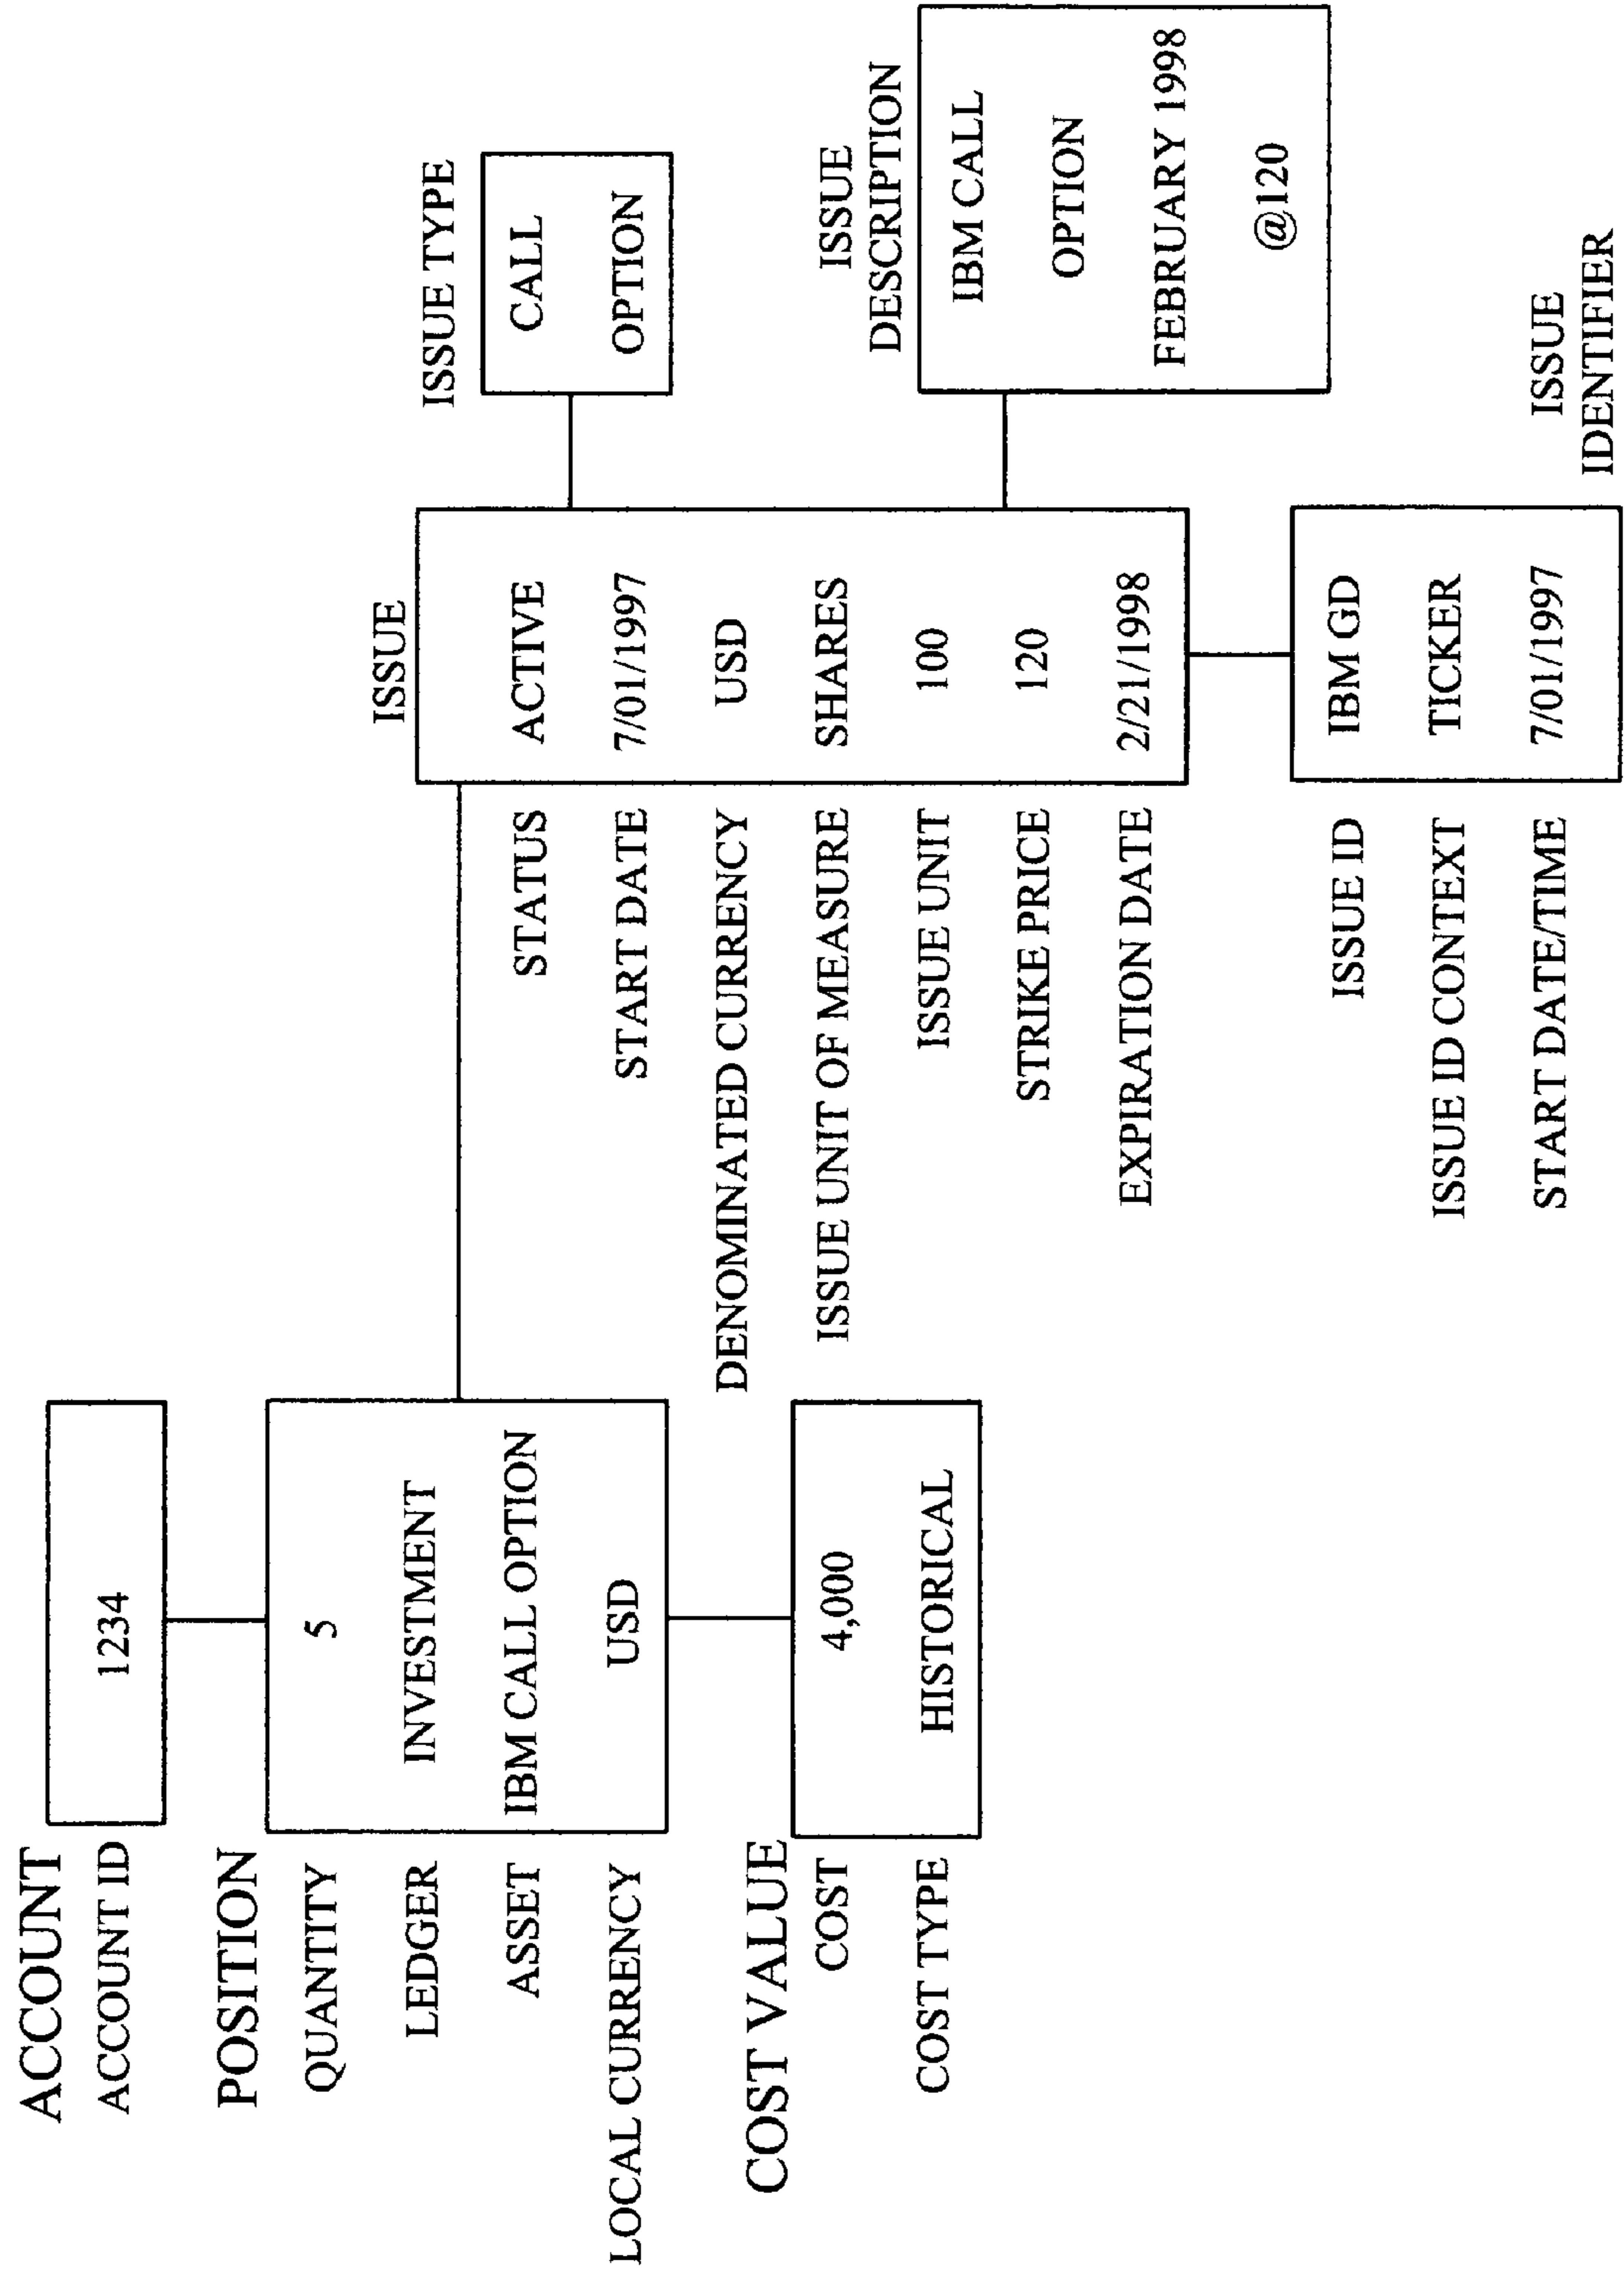 ACCOUNT
ACCOUNT ID 1234
POSITION
QUANTITY 5
LEDGER INVESTMENT
ASSET IBM CALL OPTION
LOCAL CURRENCY USD
COST VALUE
COST 4,000
COST TYPE HISTORICAL
ISSUE
STATUS ACTIVE
START DATE 7/01/1997
DENOMINATED CURRENCY USD
ISSUE UNIT OF MEASURE SHARES
ISSUE UNIT 100
STRIKE PRICE 120
EXPIRATION DATE 2/21/1998
ISSUE TYPE
CALL
OPTION
ISSUE
DESCRIPTION
IBM CALL
OPTION
FEBRUARY 1998
@120
ISSUE ID IBM GD
ISSUE ID CONTEXT TICKER
START DATE/TIME 7/01/1997
ISSUE
IDENTIFIER